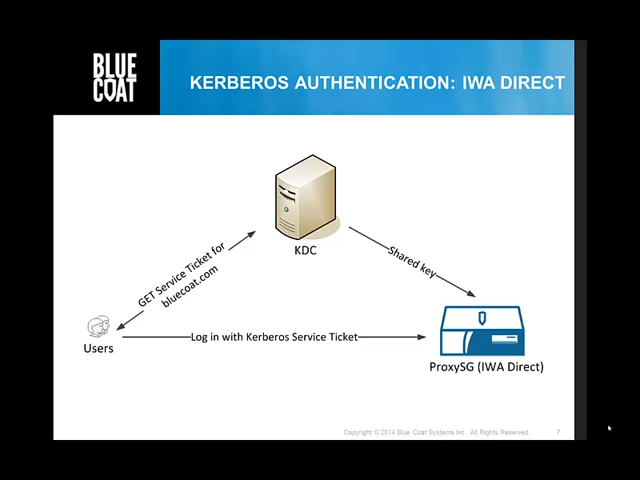 BLUE
COAT
KERBEROS AUTHENTICATION: IWA DIRECT
KDC
GET Service Ticket for
bluecoat.com
Shared key
Users
Log in with Kerberos Service Ticket
ProxySG (IWA Direct)
Copyright © 2014 Blue Coat Systems Inc. All Rights Reserved. 7